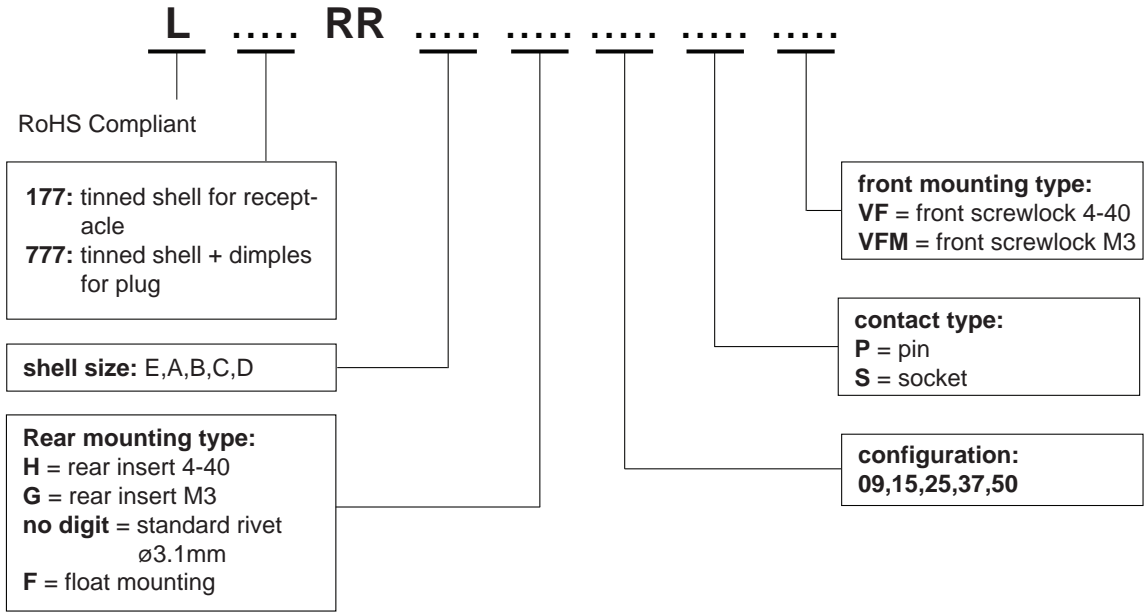 L ..... RR ..... ..... ..... ..... .....
RoHS Compliant
177: tinned shell for recept-
acle
777: tinned shell + dimples
for plug
shell size: E,A,B,C,D
Rear mounting type:
H = rear insert 4-40
G = rear insert M3
no digit = standard rivet
ø3.1mm
F = float mounting
front mounting type:
VF = front screwlock 4-40
VFM = front screwlock M3
contact type:
P = pin
S = socket
configuration:
09,15,25,37,50